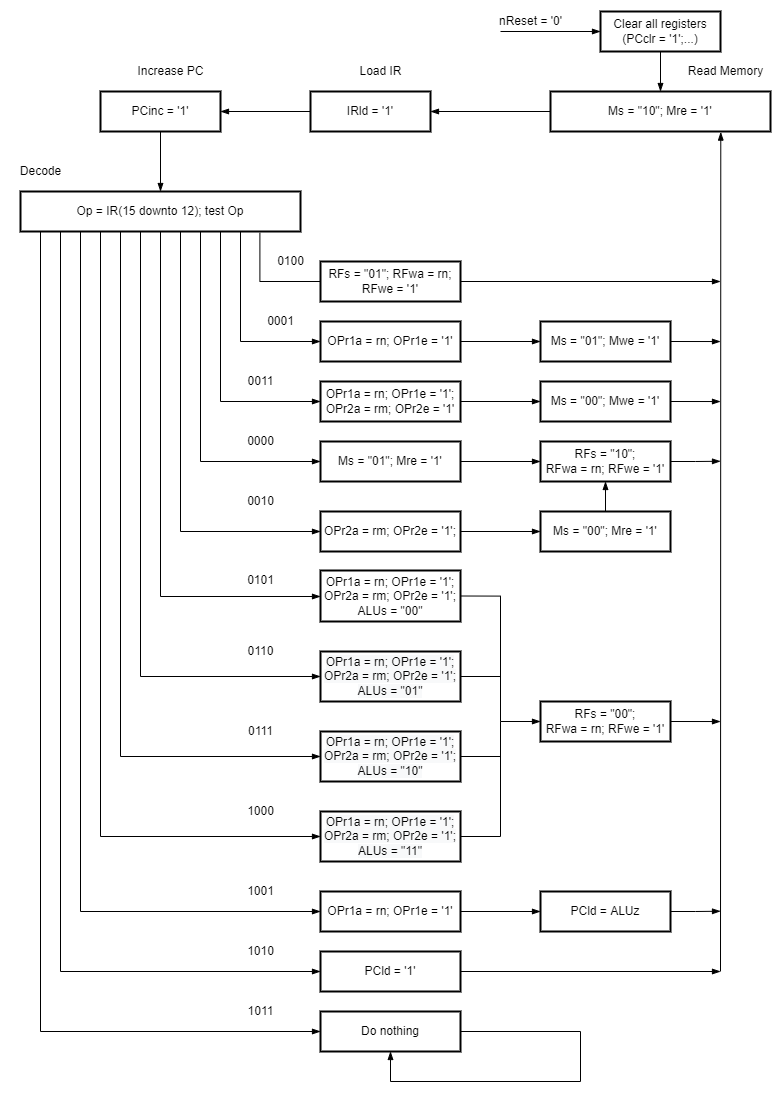 nReset = '0'
Clear all registers
(PCclr = '1';...)
Increase PC
Load IR
Read Memory
PCinc = '1'
IRld = '1'
Ms = "10"; Mre = '1'
Decode
Op = IR(15 downto 12); test Op
0100
RFs = "01"; RFwa = rn;
RFwe = '1'
0001
OPr1a = rn; OPr1e = '1'
Ms = "01"; Mwe = '1'
0011
OPr1a = rn; OPr1e = '1';
OPr2a = rm; OPr2e = '1'
Ms = "00"; Mwe = '1'
0000
Ms = "01"; Mre = '1'
RFs = "10";
RFwa = rn; RFwe = '1'
0010
OPr2a = rm; OPr2e = '1';
Ms = "00"; Mre = '1'
0101
OPr1a = rn; OPr1e = '1';
OPr2a = rm; OPr2e = '1';
ALUs = "00"
0110
OPr1a = rn; OPr1e = '1';
OPr2a = rm; OPr2e = '1';
ALUs = "01"
RFs = "00";
RFwa = rn; RFwe = '1'
0111
OPr1a = rn; OPr1e = '1';
OPr2a = rm; OPr2e = '1';
ALUs = "10"
1000
OPr1a = rn; OPr1e = '1';
OPr2a = rm; OPr2e = '1';
ALUs = "11"
1001
OPr1a = rn; OPr1e = '1'
PCld = ALUz
1010
PCld = '1'
1011
Do nothing